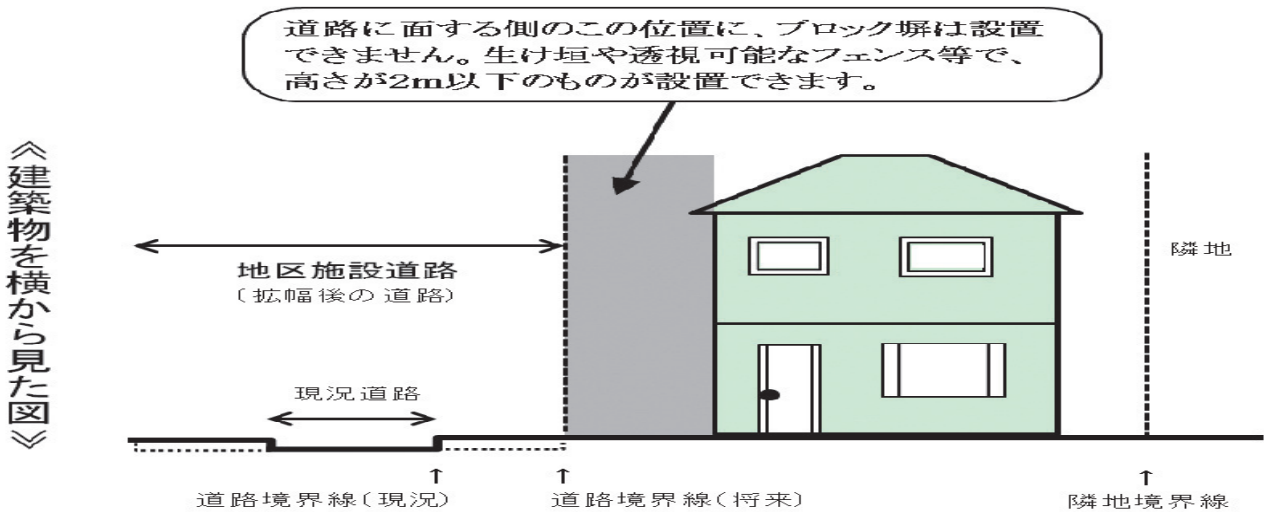 道路に面する側のこの位置に、ブロック塀は設置
できません。生け垣や透視可能なフェンス等で、
高さが2m以下のものが設置できます。
≪建築物を横から見た図≫
隣地
地区施設道路
(拡幅後の道路)
現況道路
↑ ↑ ↑
道路境界線(現況) 道路境界線(将来) 隣地境界線